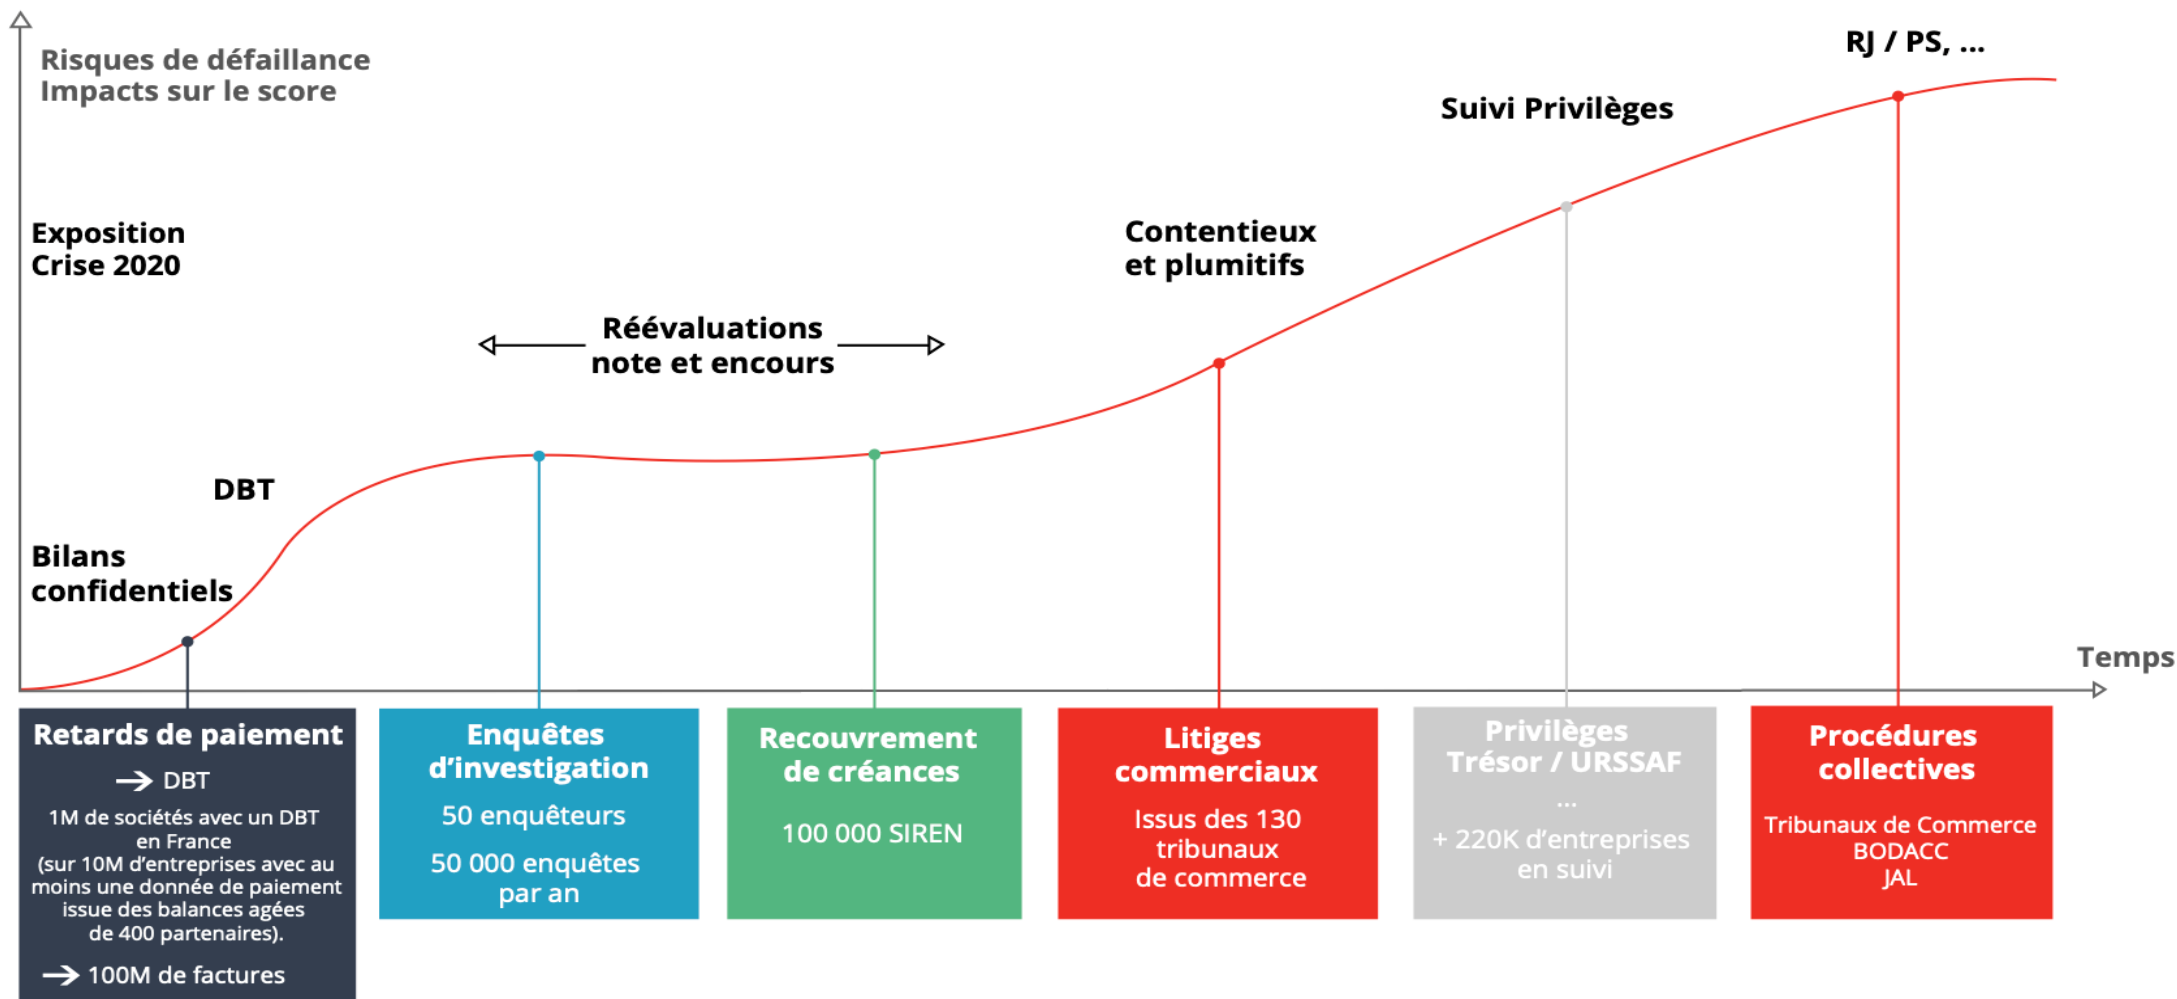 Risques de défaillance
Impacts sur le score
RJ / PS, ...
Suivi Privilèges
Exposition
Crise 2020
Contentieux
et plumitifs
Réévaluations
note et encours
DBT
Bilans
confidentiels
Temps
Retards de paiement
→ DBT
1M de sociétés avec un DBT
en France
(sur 10M d'entreprises avec au
moins une donnée de paiement
issue des balances agées
de 400 partenaires).
→ 100M de factures
Enquêtes
d'investigation
50 enquêteurs
50 000 enquêtes
par an
Recouvrement
de créances
100 000 SIREN
Litiges
commerciaux
Issus des 130
tribunaux
de commerce
Privilèges
Trésor / URSSAF
...
+ 220K d'entreprises
en suivi
Procédures
collectives
Tribunaux de Commerce
BODACC
JAL